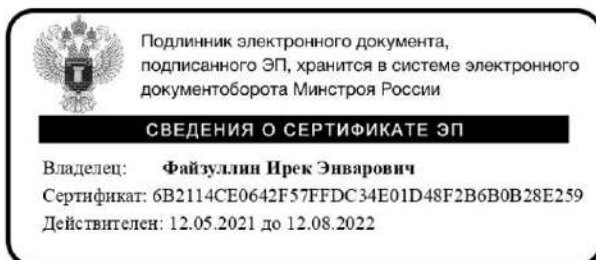 Подлинник электронного документа,
подписанного ЭП, хранится в системе электронного
документоборота Минстроя России
СВЕДЕНИЯ О СЕРТИФИКАТЕ ЭП
Владелец: Файзуллин Ирек Энварович
Сертификат: 6B2114CE0642F57FFDC34E01D48F2B6B0B28E259
Действителен: 12.05.2021 до 12.08.2022